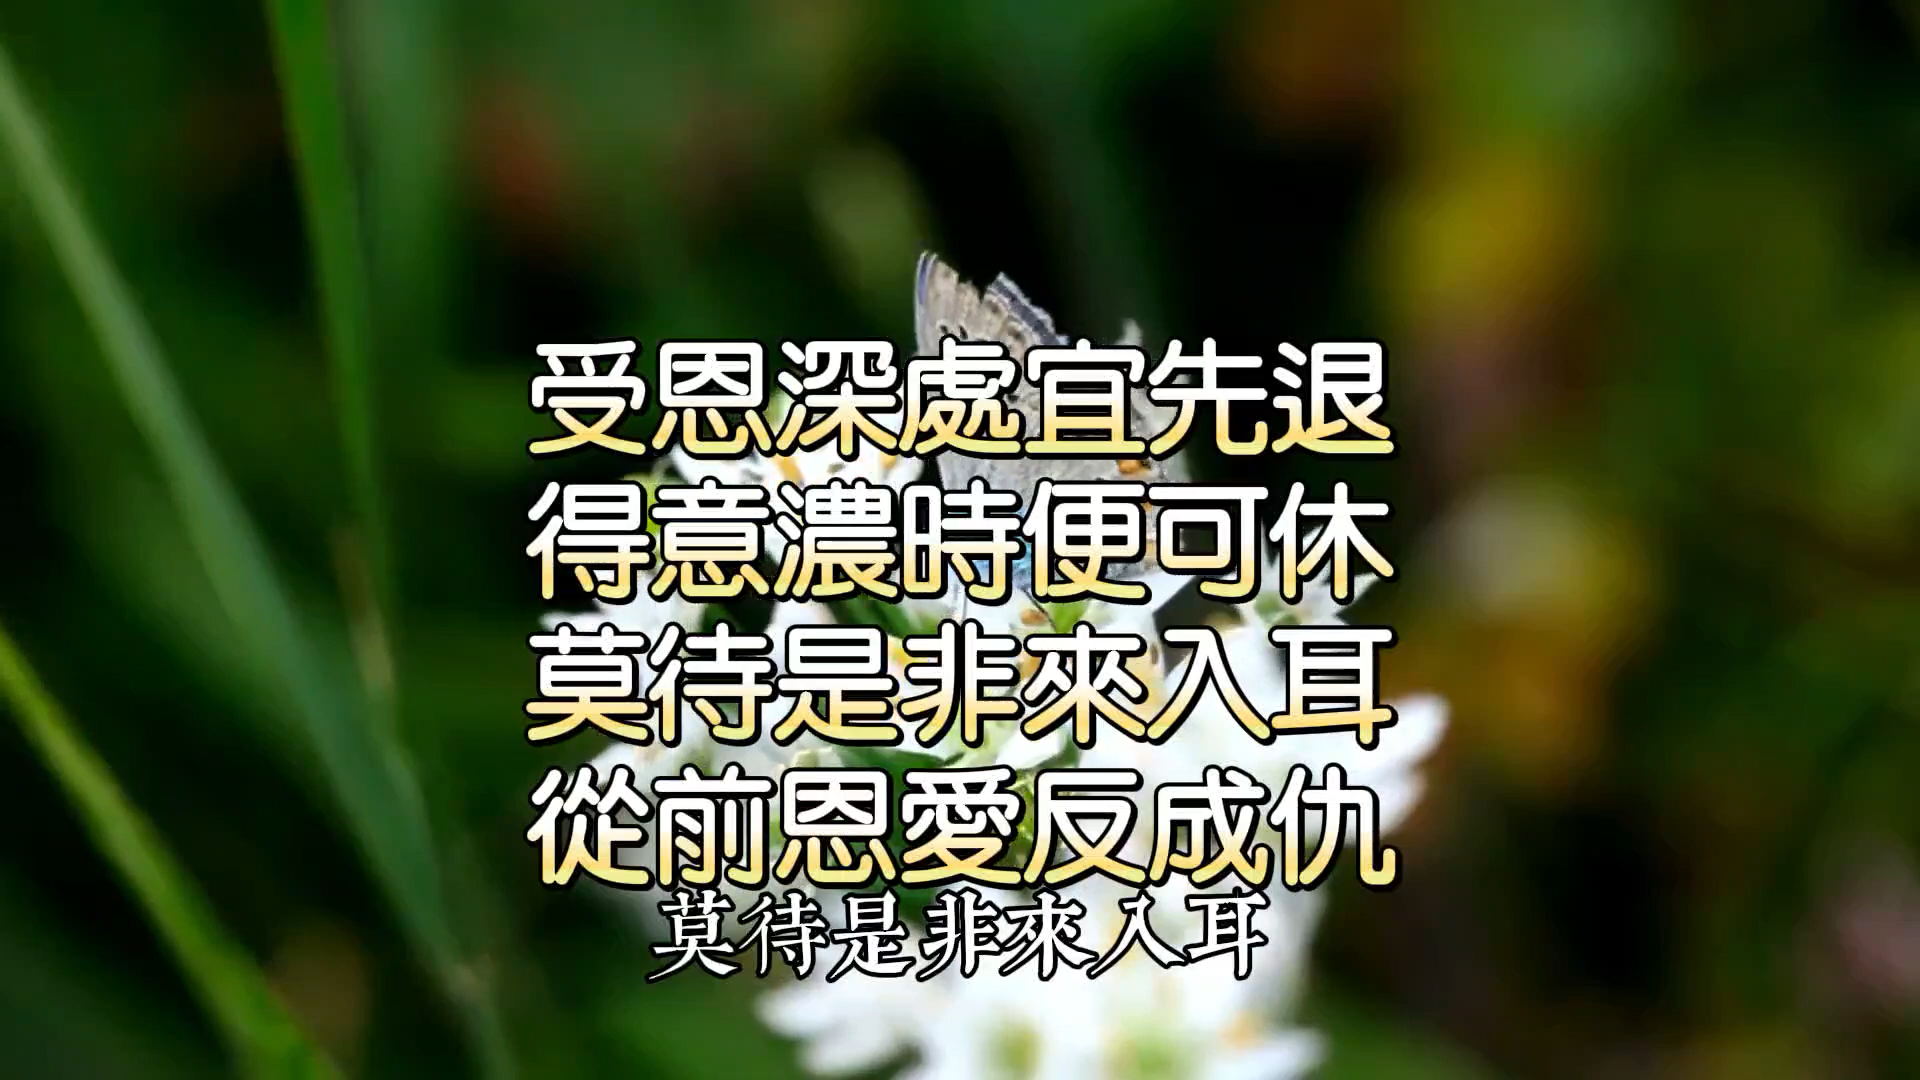 受恩深處宜先退
得意濃時便可休
莫待是非來入耳
從前恩愛反成仇
莫待是非來入耳